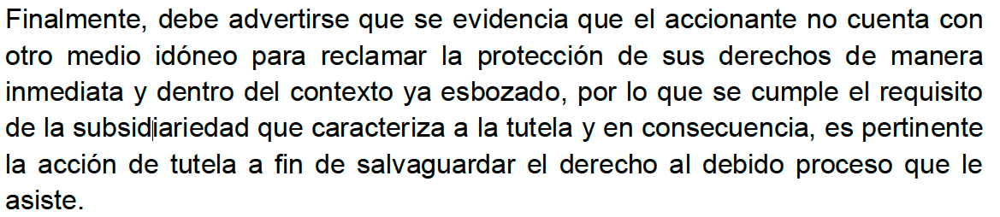 Finalmente, debe advertirse que se evidencia que el accionante no cuenta con
otro medio idóneo para reclamar la protección de sus derechos de manera
inmediata y dentro del contexto ya esbozado, por lo que se cumple el requisito
de la subsidiariedad que caracteriza a la tutela y en consecuencia, es pertinente
la acción de tutela a fin de salvaguardar el derecho al debido proceso que le
asiste.